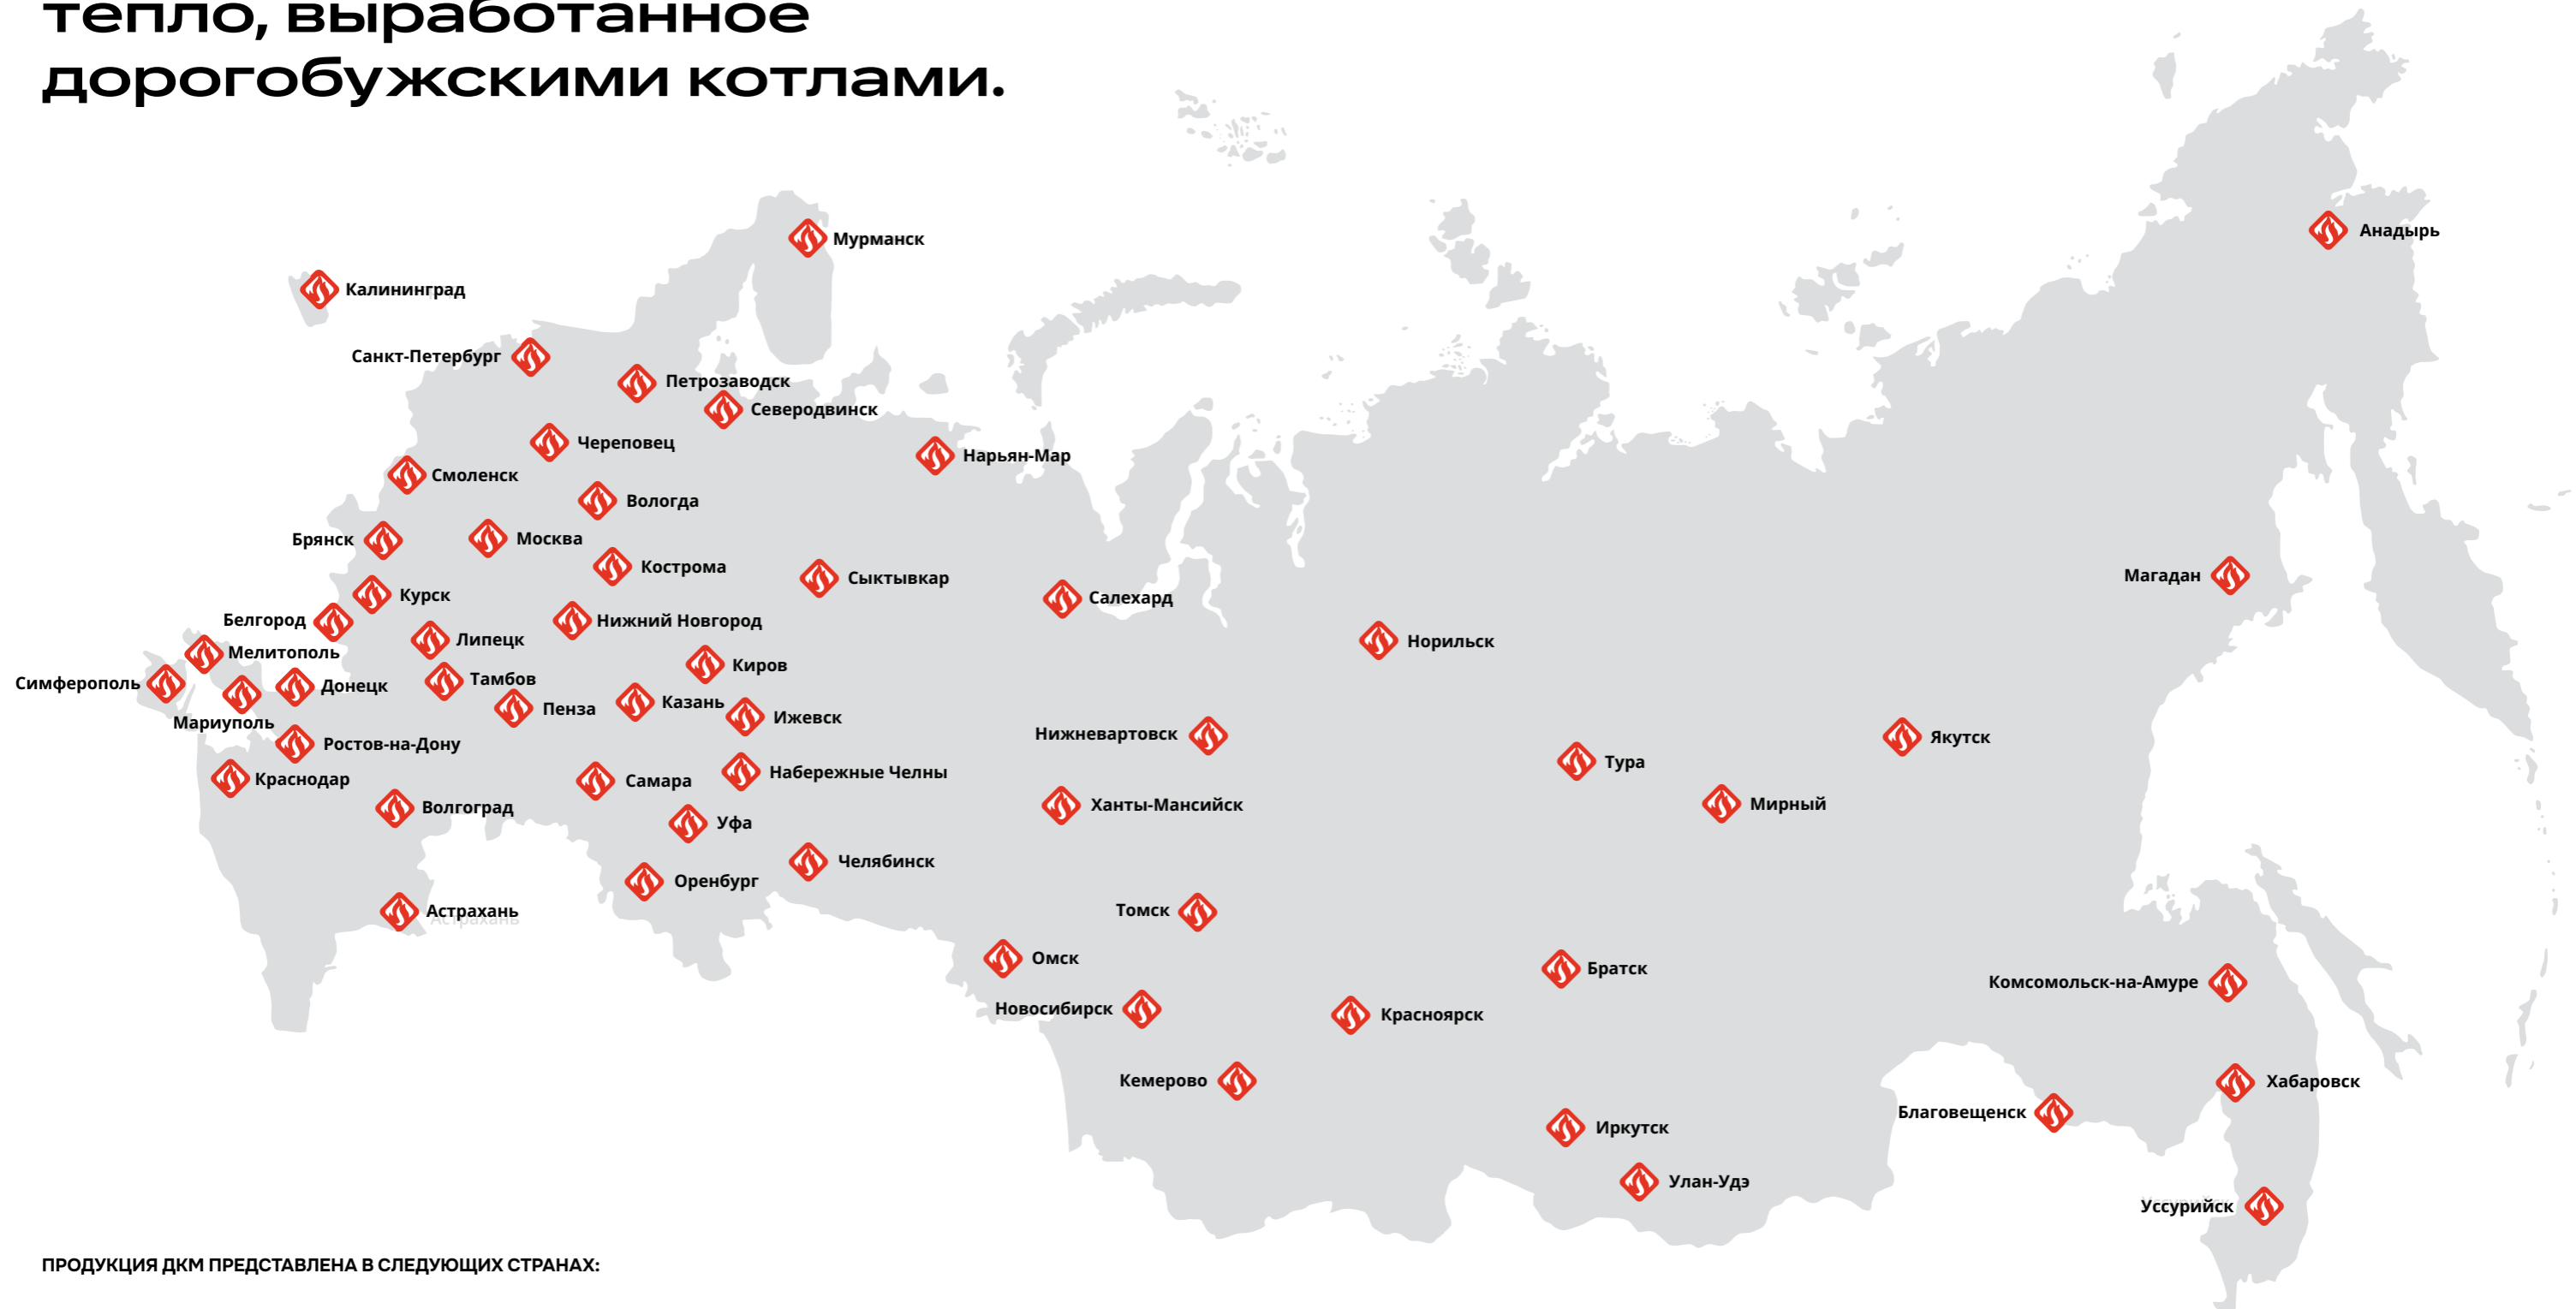 тепло, выработанное
дорогобужскими котлами.
Анадырь
Мурманск
Калининград
Санкт-Петербург
Петрозаводск
Северодвинск
Череповец
Нарьян-Мар
Смоленск
Вологда
Брянск
Москва
Кострома
Магадан
Сыктывкар
Курск
Салехард
Белгород
Нижний Новгород
Липецк
Норильск
Мелитополь
Киров
Симферополь
Донецк
Тамбов
Казань
Пенза
Ижевск
Мариуполь
Нижневартовск
Якутск
Ростов-на-Дону
Тура
Набережные Челны
Краснодар
Самара
Ханты-Мансийск
Мирный
Волгоград
Уфа
Челябинск
Оренбург
Томск
Астрахань
Астрахань
Омск
Братск
Комсомольск-на-Амуре
Новосибирск
Красноярск
Кемерово
Хабаровск
Благовещенск
Иркутск
Улан-Удэ
Уссурийск
Уссурийск
ПРОДУКЦИЯ ДКМ ПРЕДСТАВЛЕНА В СЛЕДУЮЩИХ СТРАНАХ: